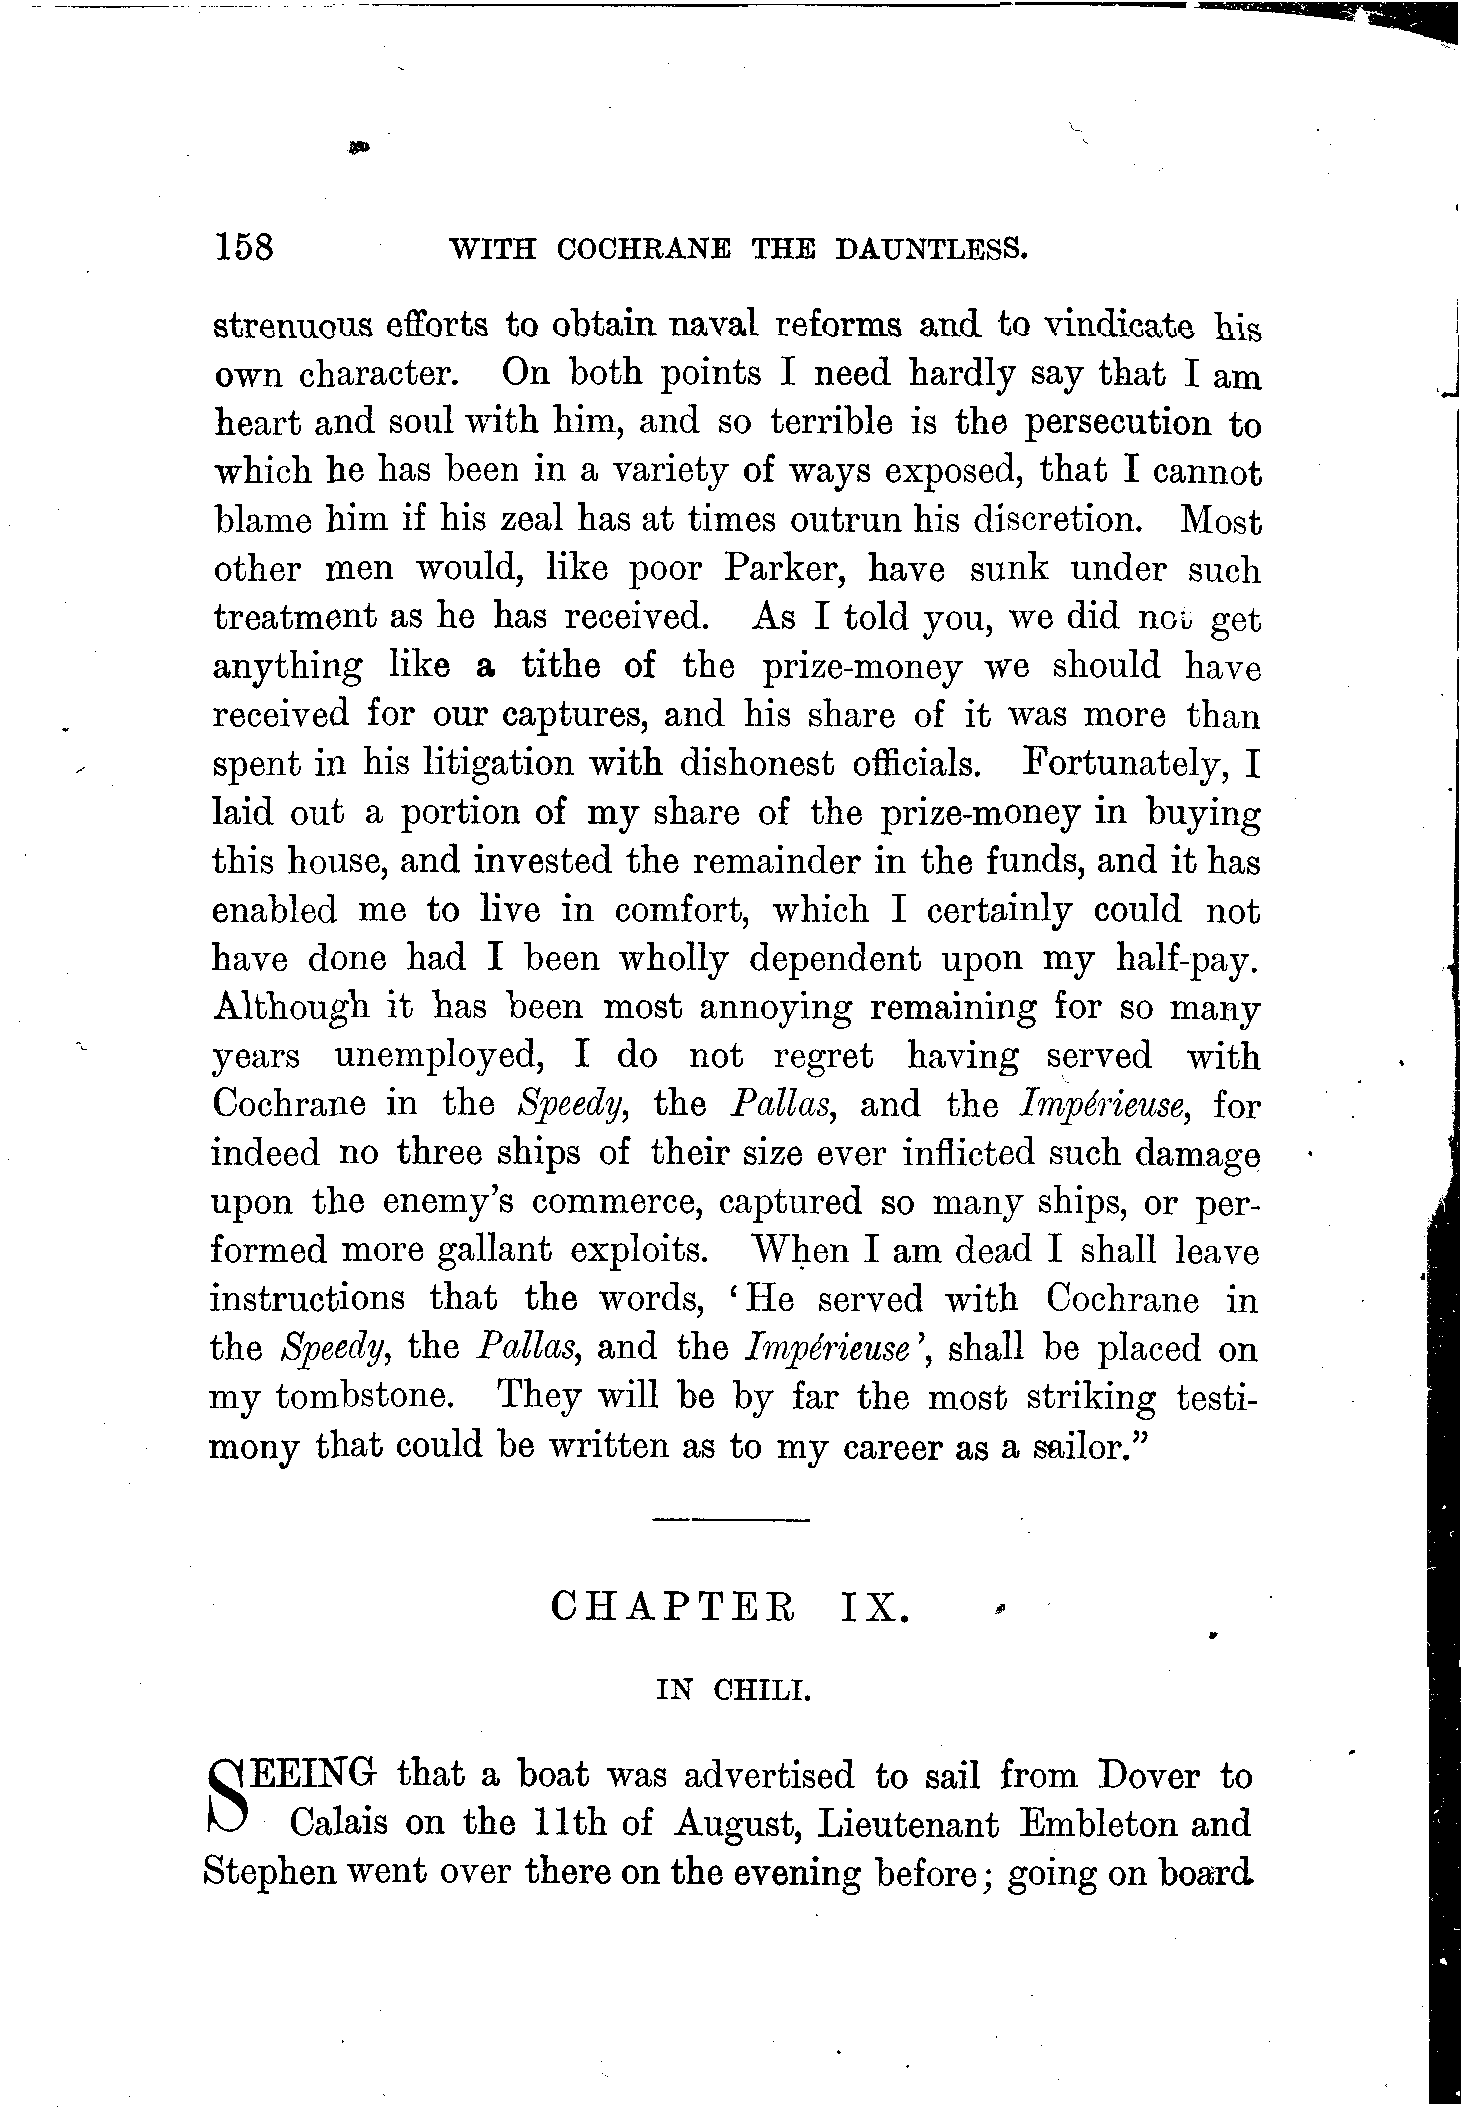 158 WITH COCHRANE THE DAUNTLESS.
strenuous efforts to obtain naval reforms and to vindicate his
own character. On both points I need hardly say that I am
heart and soul with him, and so terrible is the persecution to
which he has been in a variety of ways exposed, that I cannot
blame him if his zeal has at times outrun his discretion. Most
other men would, like poor Parker, have sunk under such
treatment as he has received. As I told you, we did not get
anything like a tithe of the prize-money we should have
received for our captures, and his share of it was more than
spent in his litigation with dishonest officials. Fortunately, I
laid out a portion of my share of the prize-money in buying
this house, and invested the remainder in the funds, and it has
enabled me to live in comfort, which I certainly could not
have done had I been wholly dependent upon my half-pay.
Although it has been most annoying remaining for so many
years unemployed, I do not regret having served with
Cochrane in the Speedy, the Pallas, and the Impérieuse, for
indeed no three ships of their size ever inflicted such damage
upon the enemy's commerce, captured so many ships, or per-
formed more gallant exploits. When I am dead I shall leave
instructions that the words, ‘He served with Cochrane in
the Speedy, the Pallas, and the Impérieuse’, shall be placed on
my tombstone. They will be by far the most striking testi-
mony that could be written as to my career as a sailor.”
CHAPTER IX.
IN CHILI.
SEEING that a boat was advertised to sail from Dover to
Calais on the 11th of August, Lieutenant Embleton and
Stephen went over there on the evening before; going on board